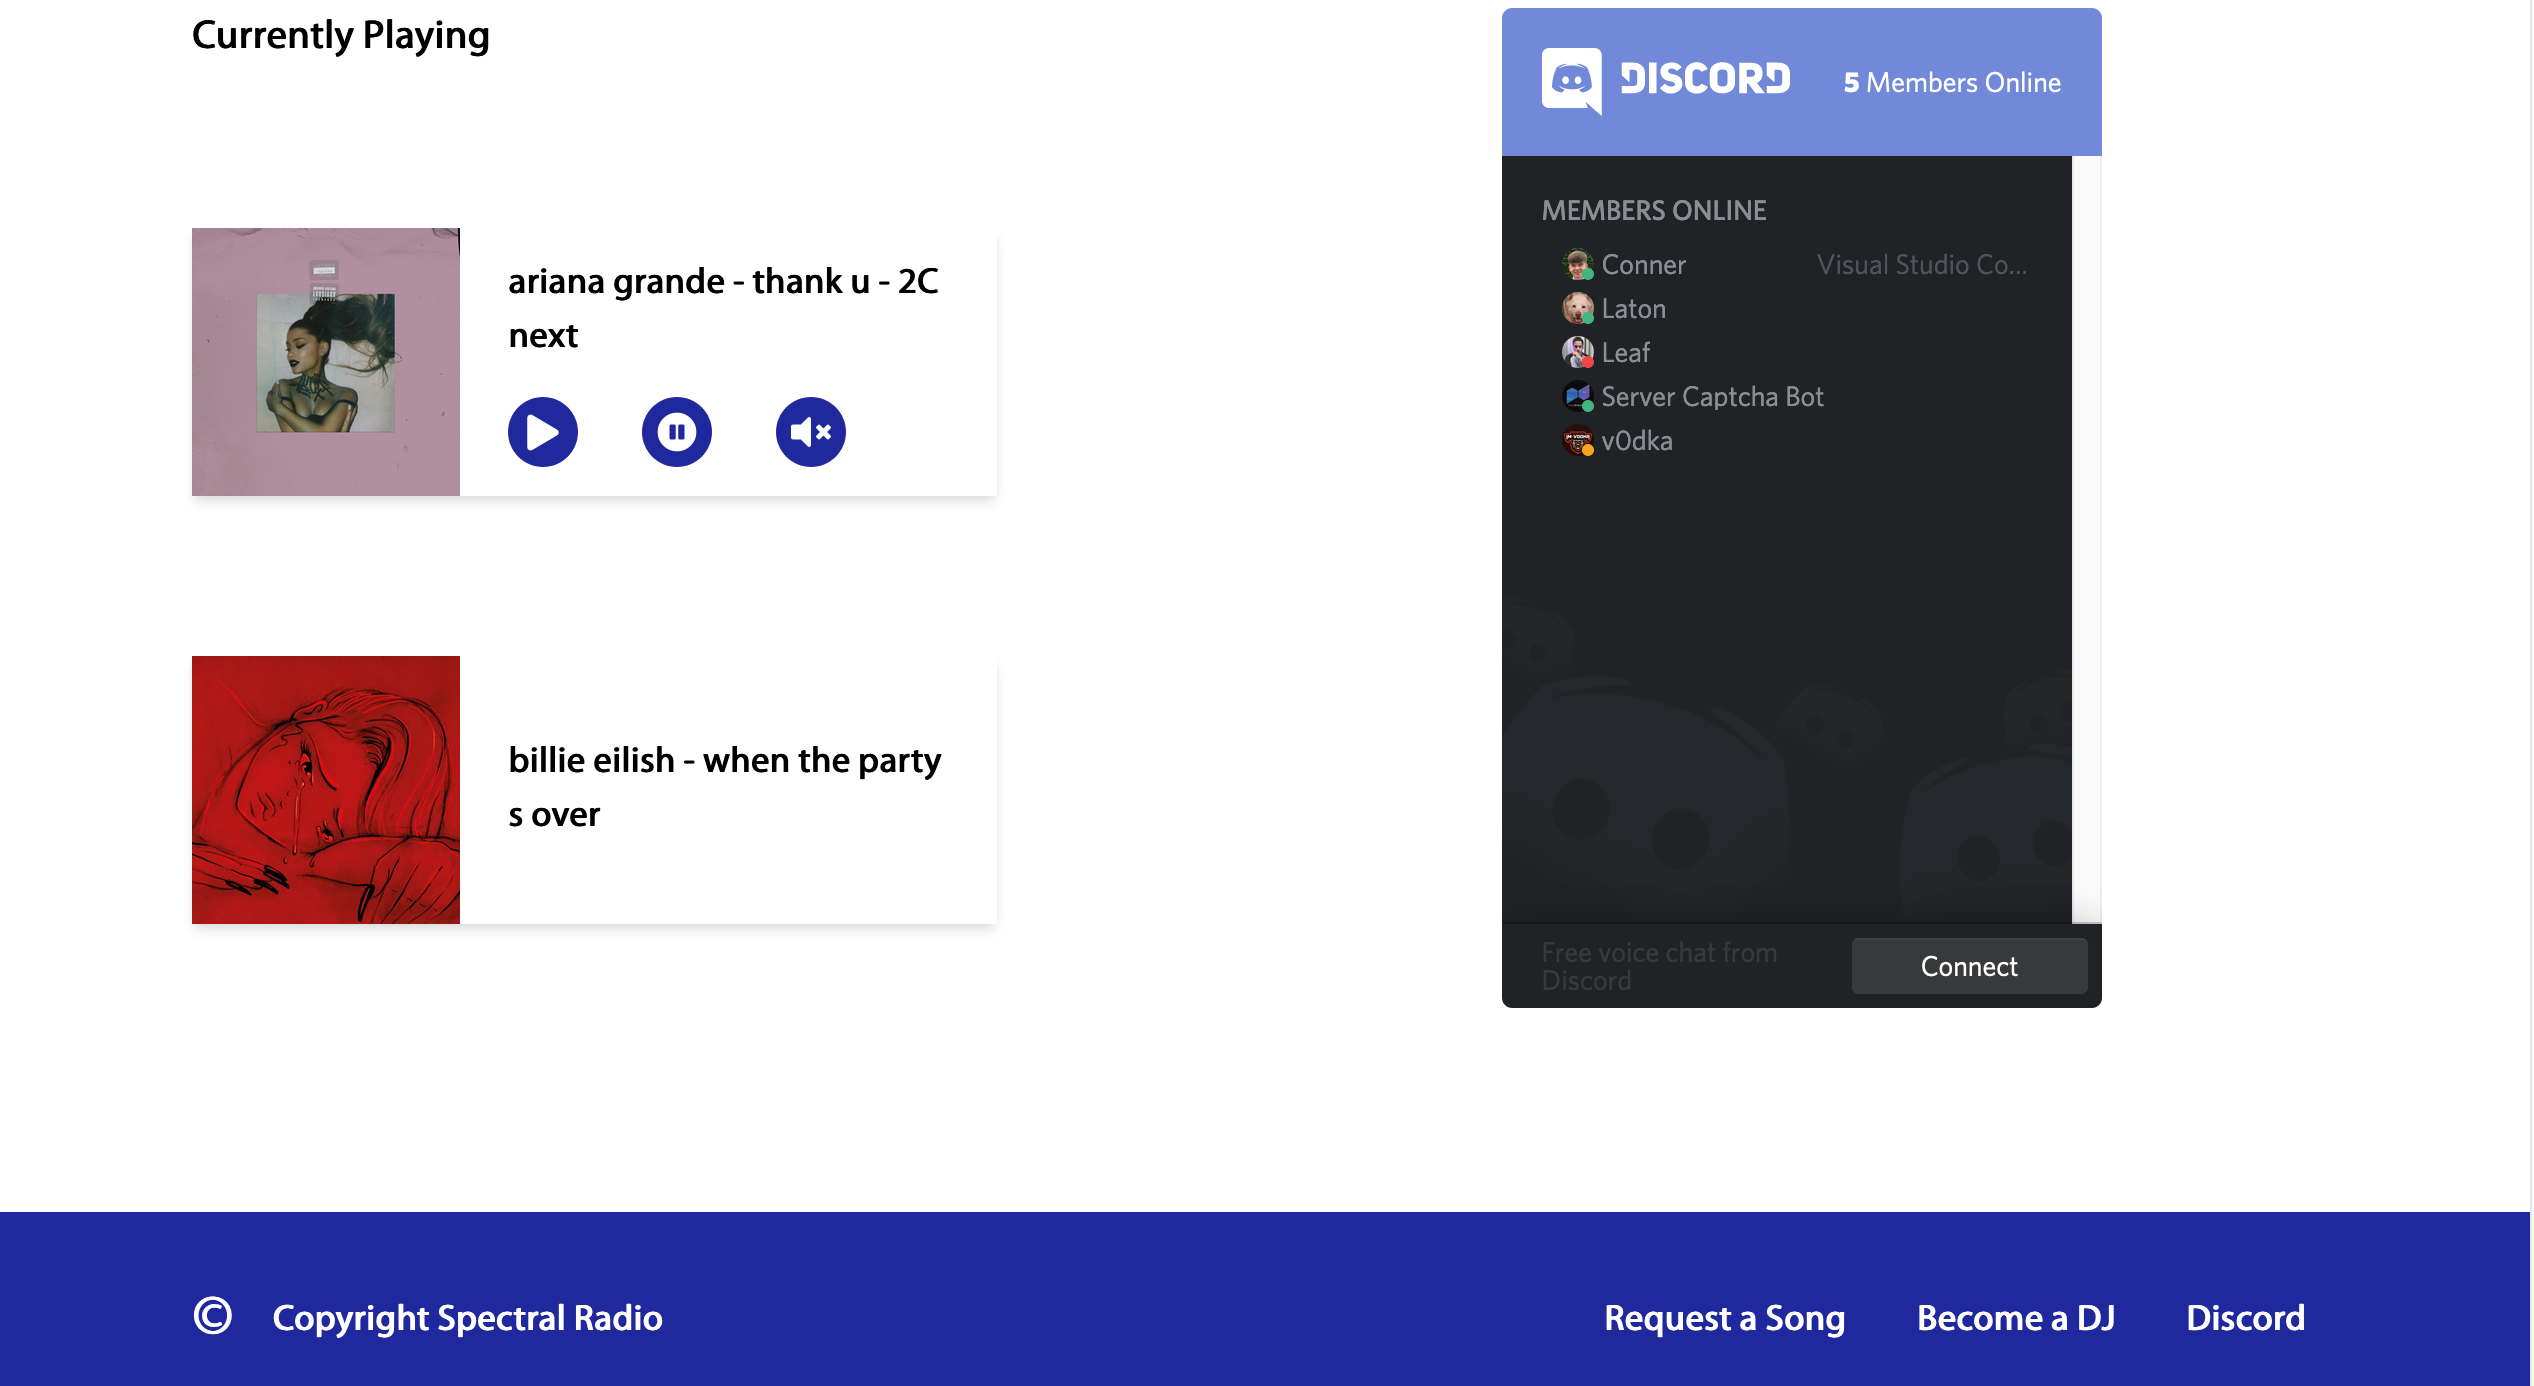 Currently Playing
ariana grande - thank u - 2C
next
billie eilish - when the party
s over
DISCORD
5 Members Online
MEMBERS ONLINE
Conner Visual Studio Co...
Laton
Leaf
Server Captcha Bot
v0dka
Free voice chat from
Discord
Connect
© Copyright Spectral Radio
Request a Song Become a DJ Discord